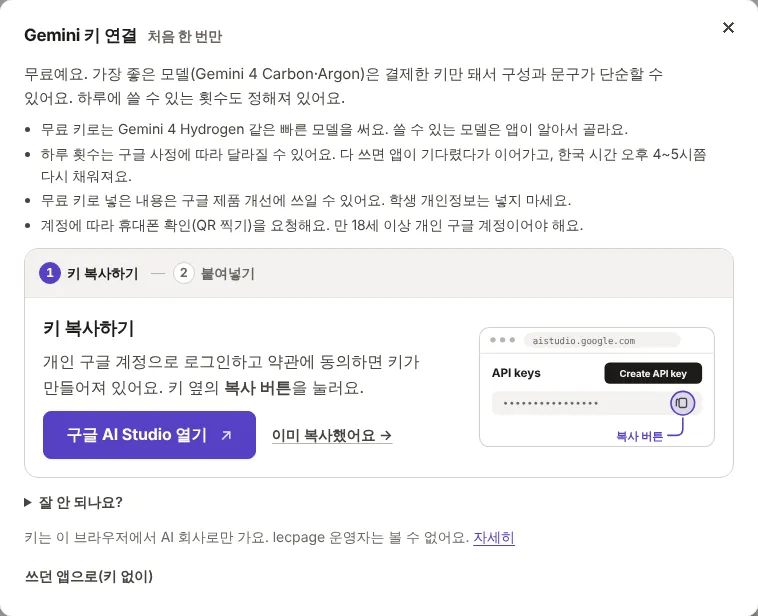 Gemini 키 연결 처음 한 번만
무료예요. 가장 좋은 모델(Gemini 4 Carbon·Argon)은 결제한 키만 돼서 구성과 문구가 단순할 수
있어요. 하루에 쓸 수 있는 횟수도 정해져 있어요.
• 무료 키로는 Gemini 4 Hydrogen 같은 빠른 모델을 써요. 쓸 수 있는 모델은 앱이 알아서 골라요.
• 하루 횟수는 구글 사정에 따라 달라질 수 있어요. 다 쓰면 앱이 기다렸다가 이어가고, 한국 시간 오후 4~5시쯤
다시 채워져요.
• 무료 키로 넣은 내용은 구글 제품 개선에 쓰일 수 있어요. 학생 개인정보는 넣지 마세요.
• 계정에 따라 휴대폰 확인(QR 찍기)을 요청해요. 만 18세 이상 개인 구글 계정이어야 해요.
1 키 복사하기 — 2 붙여넣기
키 복사하기
개인 구글 계정으로 로그인하고 약관에 동의하면 키가
만들어져 있어요. 키 옆의 복사 버튼을 눌러요.
구글 AI Studio 열기 ↗
이미 복사했어요 →
aistudio.google.com
API keys
Create API key
복사 버튼
▶ 잘 안 되나요?
키는 이 브라우저에서 AI 회사로만 가요. lecpage 운영자는 볼 수 없어요. 자세히
쓰던 앱으로(키 없이)